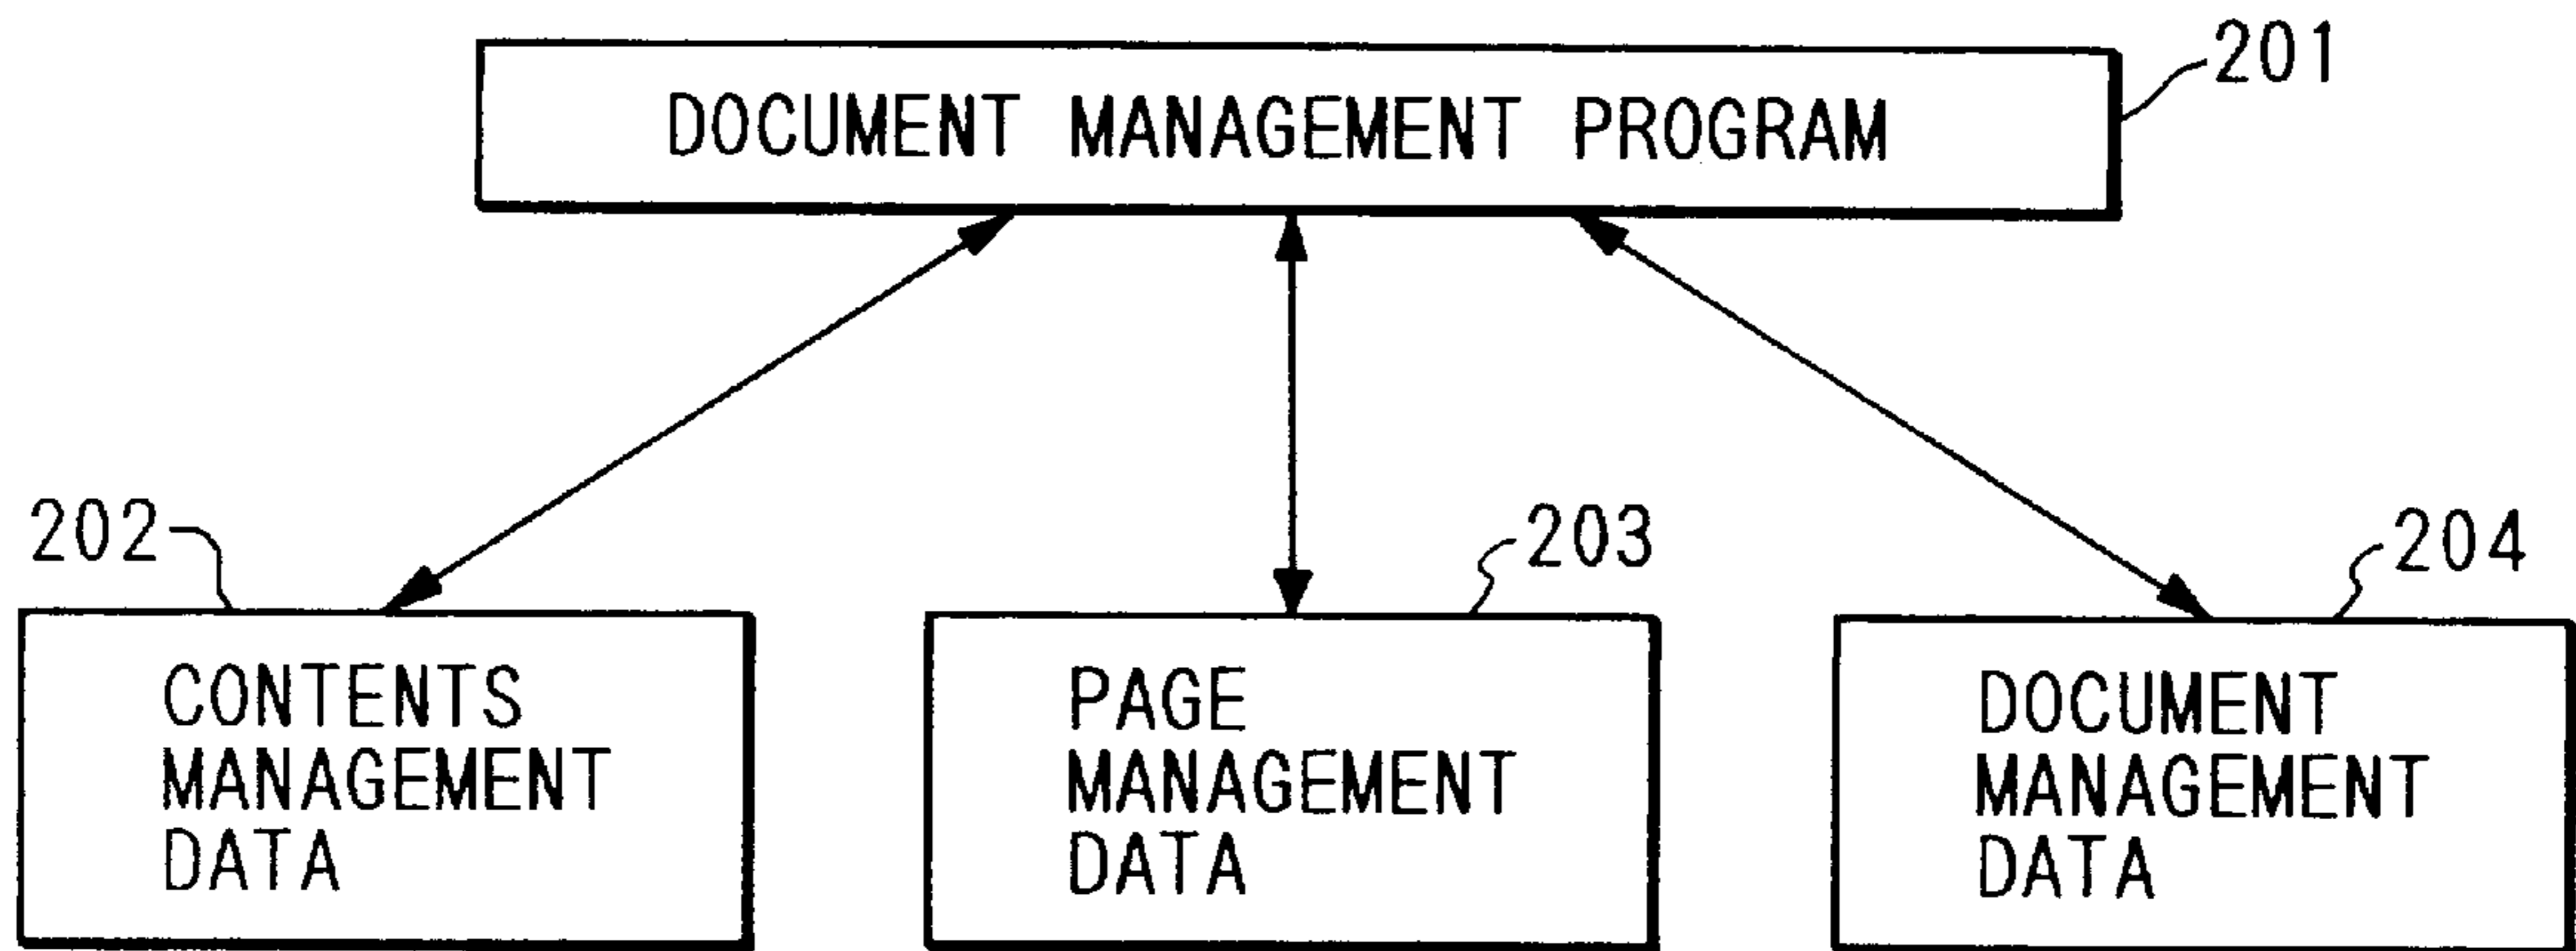 201
DOCUMENT MANAGEMENT PROGRAM
202
203
204
CONTENTS
MANAGEMENT
DATA
PAGE
MANAGEMENT
DATA
DOCUMENT
MANAGEMENT
DATA